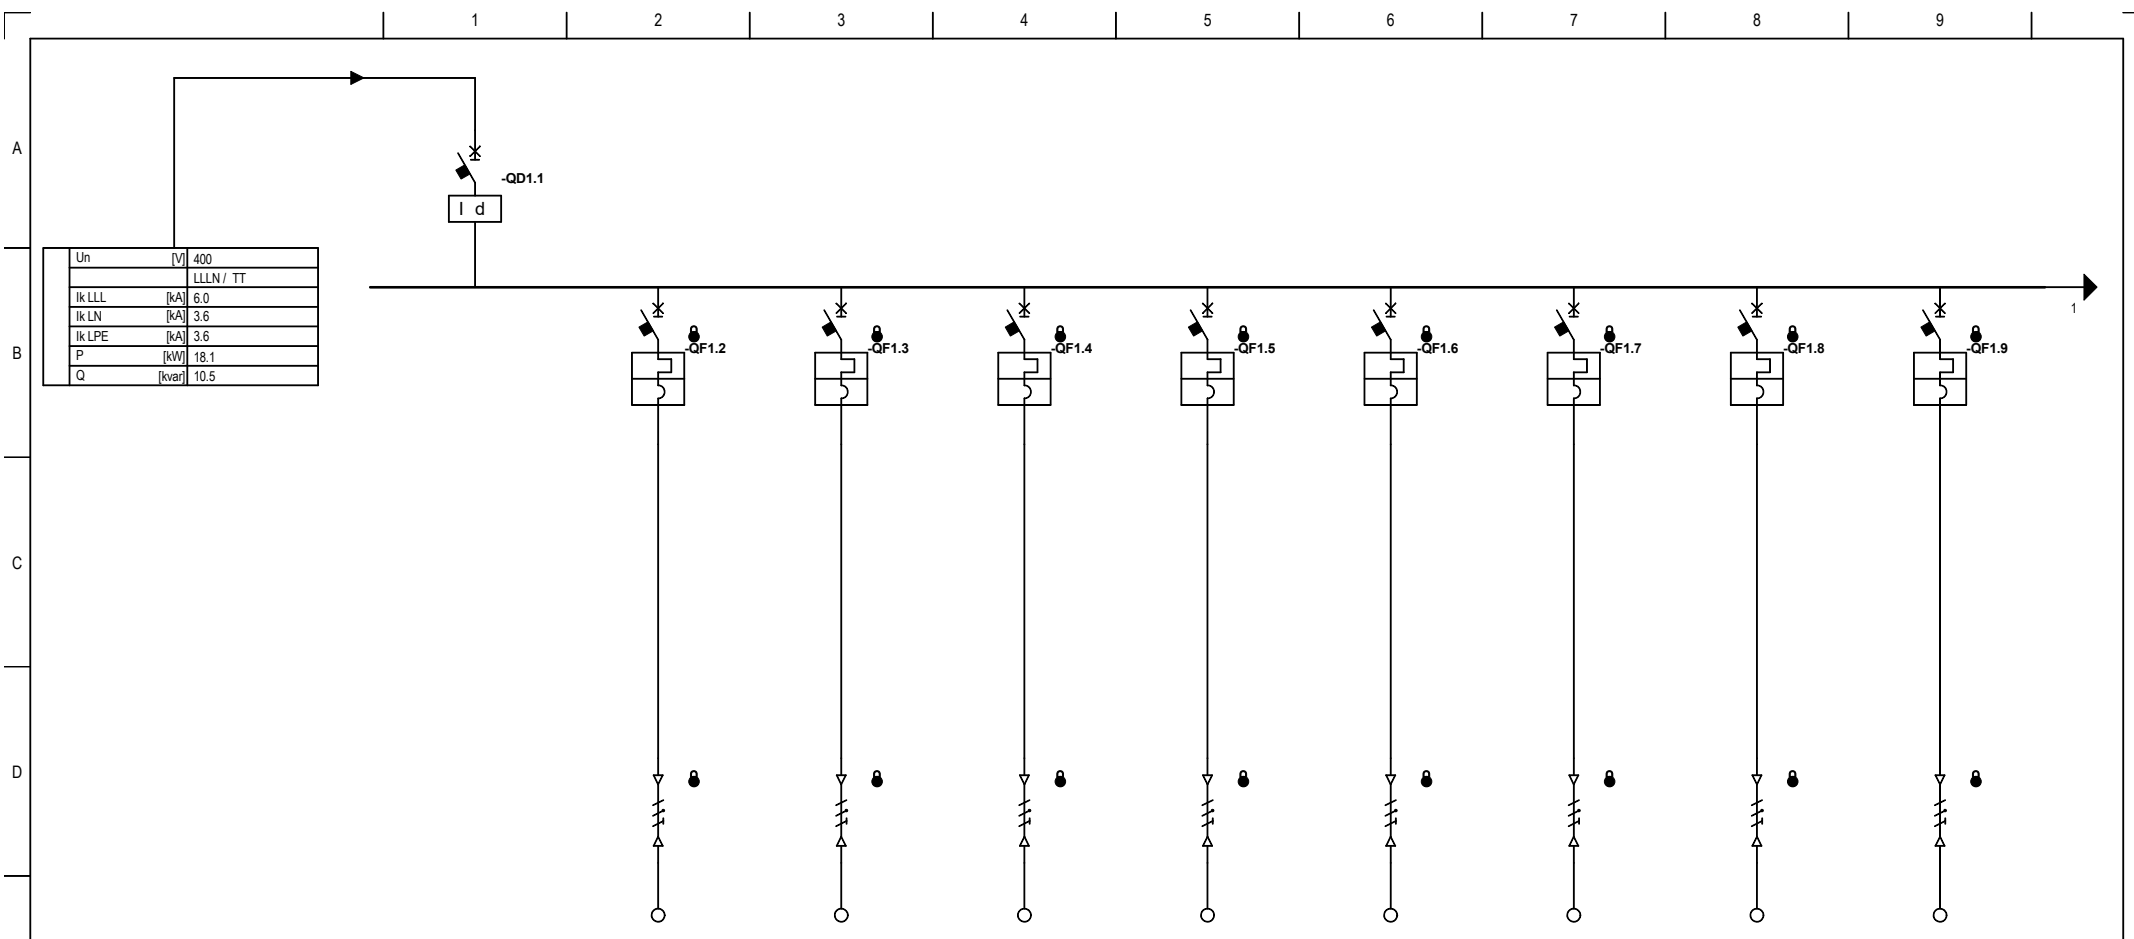 1 2 3 4 5 6 7 8 9
A
-QD1.1
I d
Un [V] 400
LLLN / TT
Ik LLL [kA] 6.0
Ik LN [kA] 3.6
Ik LPE [kA] 3.6
P [kW] 18.1
Q [kvar] 10.5
1
B
-QF1.2 -QF1.3 -QF1.4 -QF1.5 -QF1.6 -QF1.7 -QF1.8 -QF1.9
C
D